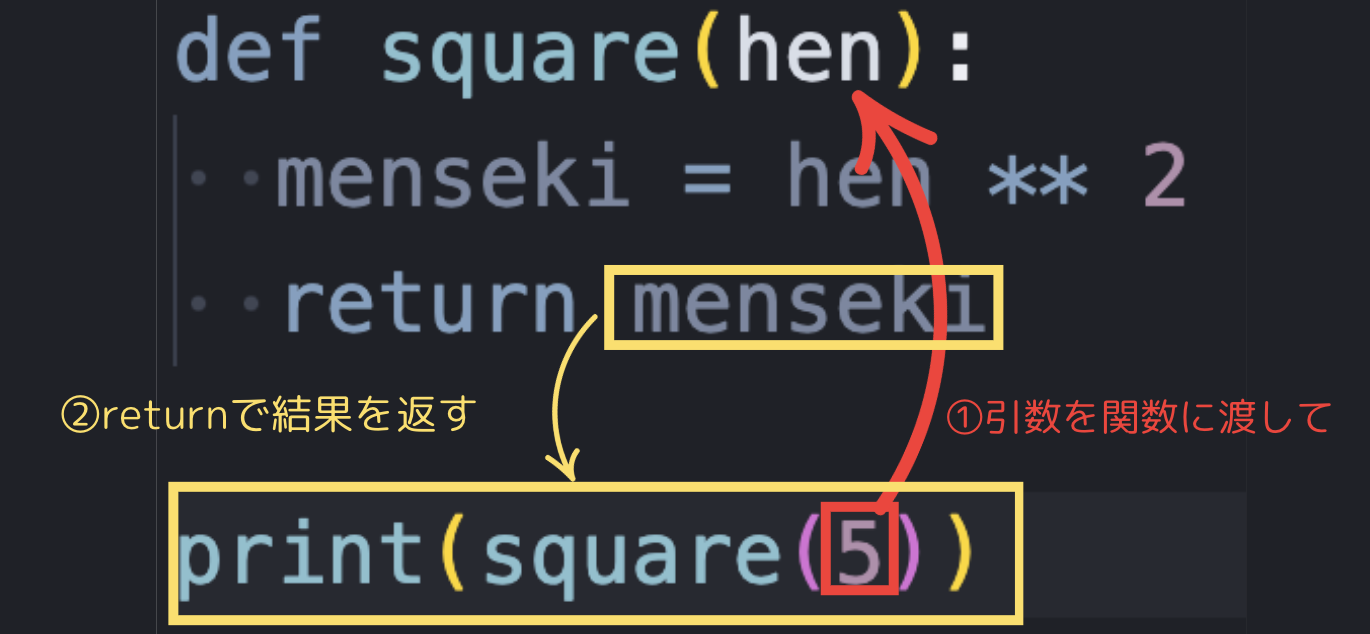 def square(hen):
menseki = hen ** 2
return menseki
②returnで結果を返す
①引数を関数に渡して
print(square(5))